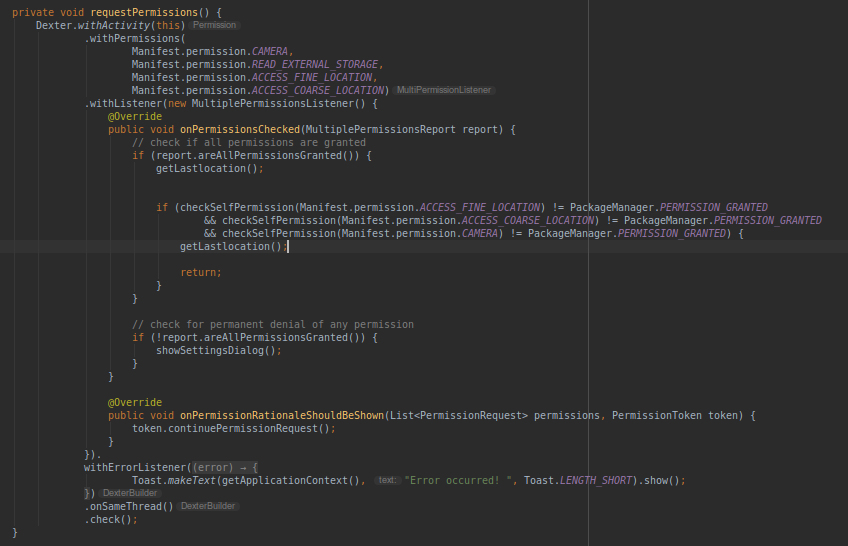 private void requestPermissions() {
Dexter.withActivity(this) Permission
.withPermissions(
Manifest.permission.CAMERA,
Manifest.permission.READ_EXTERNAL_STORAGE,
Manifest.permission.ACCESS_FINE_LOCATION,
Manifest.permission.ACCESS_COARSE_LOCATION) MultiPermissionListener
.withListener(new MultiplePermissionsListener() {
@Override
public void onPermissionsChecked(MultiplePermissionsReport report) {
// check if all permissions are granted
if (report.areAllPermissionsGranted()) {
getLastlocation();
if (checkSelfPermission(Manifest.permission.ACCESS_FINE_LOCATION) != PackageManager.PERMISSION_GRANTED
&& checkSelfPermission(Manifest.permission.ACCESS_COARSE_LOCATION) != PackageManager.PERMISSION_GRANTED
&& checkSelfPermission(Manifest.permission.CAMERA) != PackageManager.PERMISSION_GRANTED) {
getLastlocation();
return;
}
}
// check for permanent denial of any permission
if (!report.areAllPermissionsGranted()) {
showSettingsDialog();
}
}
@Override
public void onPermissionRationaleShouldBeShown(List<PermissionRequest> permissions, PermissionToken token) {
token.continuePermissionRequest();
}
}).
withErrorListener((error) → {
Toast.makeText(getApplicationContext(), text: "Error occurred! ", Toast.LENGTH_SHORT).show();
}) DexterBuilder
.onSameThread() DexterBuilder
.check();
}